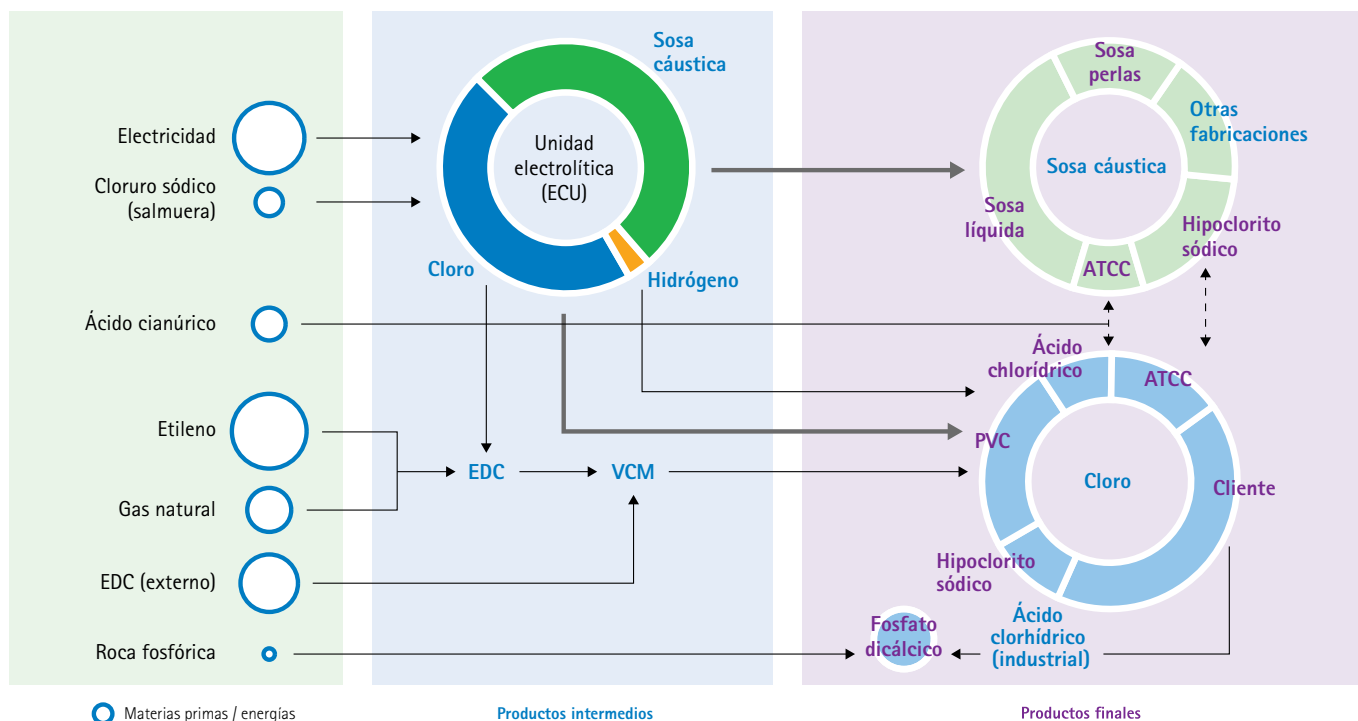 Electricidad
Cloruro sódico
(salmuera)
Ácido cianúrico
Etileno
Gas natural
EDC (externo)
Roca fosfórica
Sosa
cáustica
Unidad
electrolítica
(ECU)
Cloro
Hidrógeno
EDC
VCM
Sosa
perlas
Otras
fabricaciones
Sosa cáustica
Sosa
líquida
Hipoclorito
sódico
ATCC
Ácido
chlorídrico
ATCC
PVC
Cloro
Cliente
Hipoclorito
sódico
Fosfato
dicálcico
Ácido
clorhídrico
(industrial)
Materias primas / energías
Productos intermedios
Productos finales